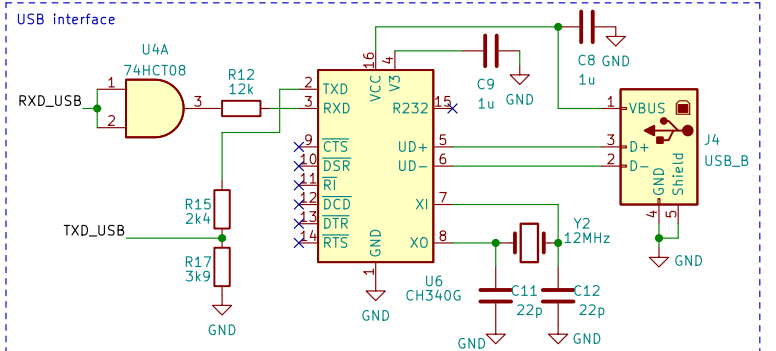 USB interface
U4A
74HCT08
1
2
3
RXD_USB
R12
12k
2
TXD
3
RXD
9
CTS
10
DSR
11
RI
12
DCD
13
DTR
14
RTS
16
VCC
4
V3
15
R232
5
UD+
6
UD-
7
XI
8
XO
GND
1
GND
U6
CH340G
R15
2k4
TXD_USB
R17
3k9
GND
C9
1u
GND
C8
1u
GND
1
VBUS
3
D+
2
D-
GND
Shield
4
5
GND
J4
USB_B
Y2
12MHz
C11
22p
GND
C12
22p
GND